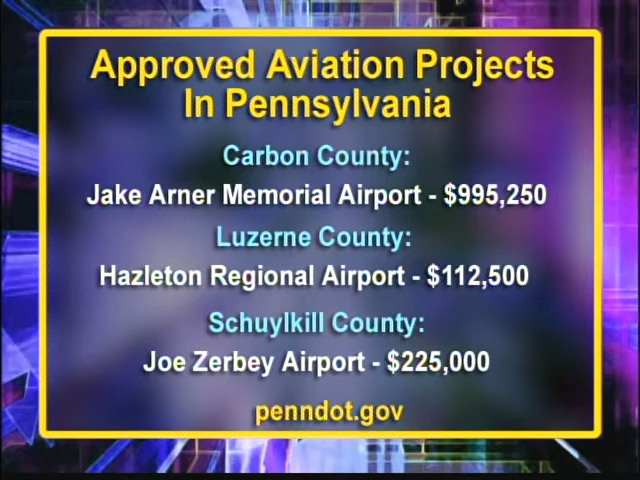 Approved Aviation Projects
In Pennsylvania
Carbon County:
Jake Arner Memorial Airport - $995,250
Luzerne County:
Hazleton Regional Airport - $112,500
Schuylkill County:
Joe Zerbey Airport - $225,000
penndot.gov